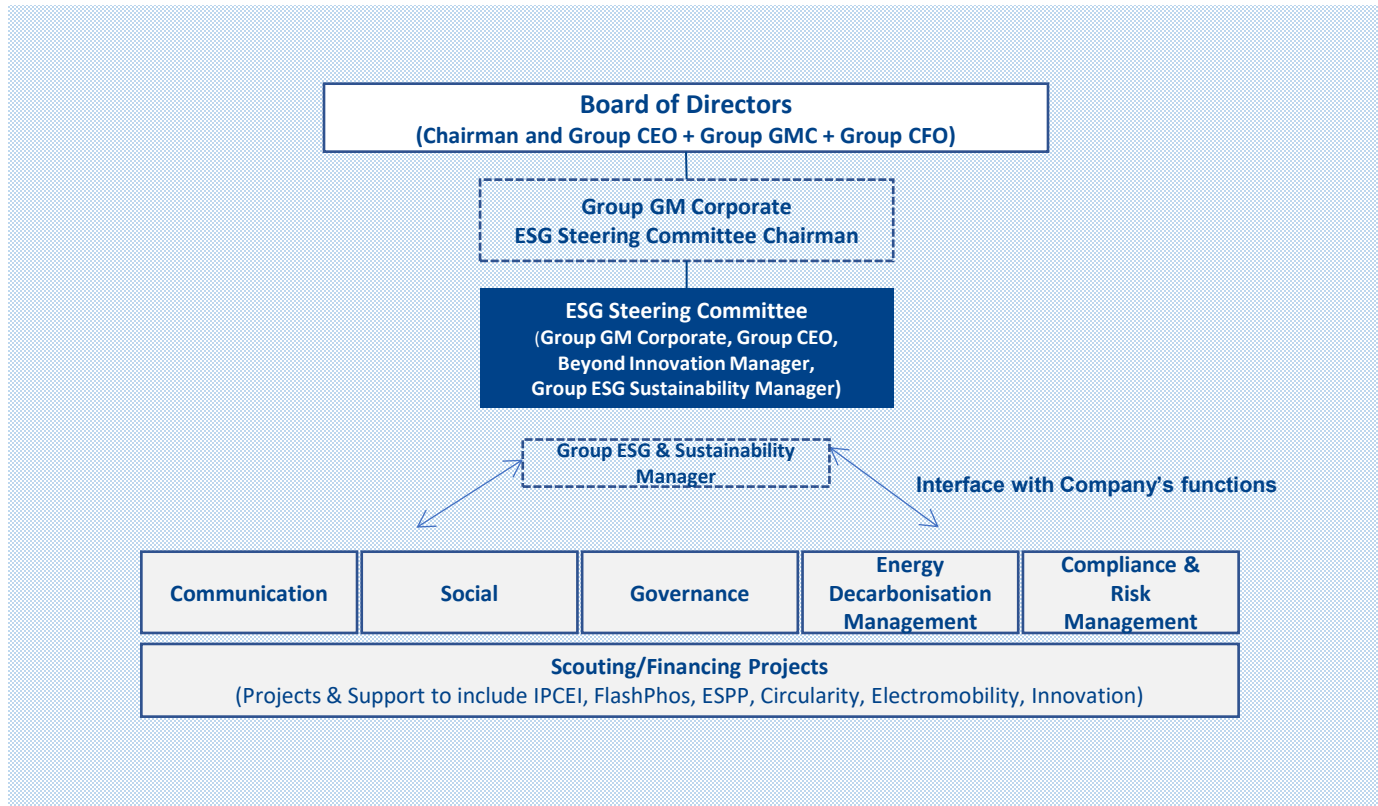 Board of Directors
(Chairman and Group CEO + Group GMC + Group CFO)
Group GM Corporate
ESG Steering Committee Chairman
ESG Steering Committee
(Group GM Corporate, Group CEO,
Beyond Innovation Manager,
Group ESG Sustainability Manager)
Group ESG & Sustainability
Manager
Interface with Company’s functions
Communication
Social
Governance
Energy
Decarbonisation
Management
Compliance &
Risk
Management
Scouting/Financing Projects
(Projects & Support to include IPCEI, FlashPhos, ESPP, Circularity, Electromobility, Innovation)